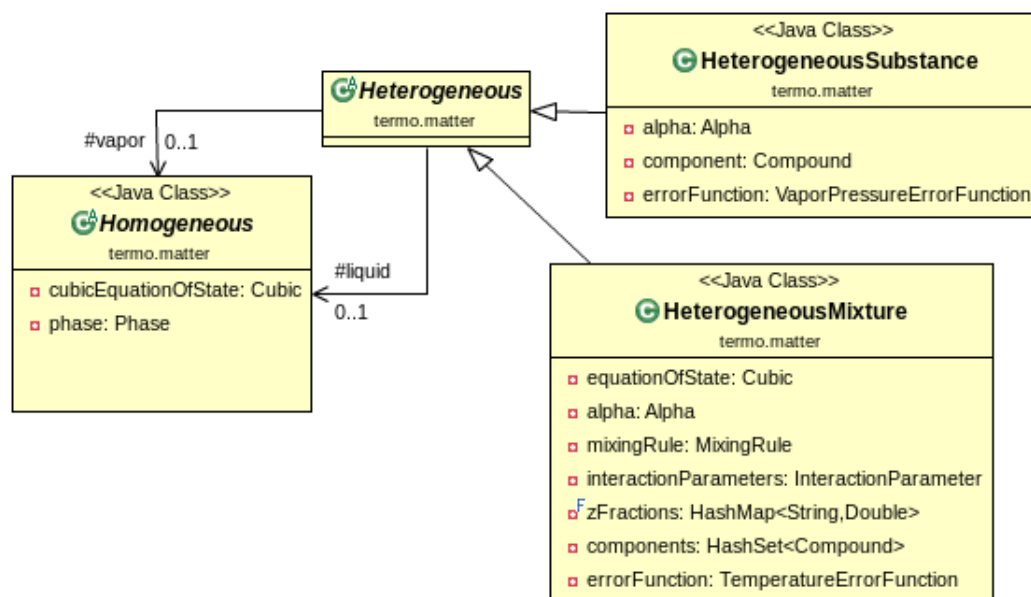 <<Java Class>>
HeterogeneousSubstance
termo.matter
alpha: Alpha
component: Compound
errorFunction: VaporPressureErrorFunction
Heterogeneous
termo.matter
#vapor
0..1
<<Java Class>>
Homogeneous
termo.matter
cubicEquationOfState: Cubic
phase: Phase
#liquid
0..1
<<Java Class>>
HeterogeneousMixture
termo.matter
equationOfState: Cubic
alpha: Alpha
mixingRule: MixingRule
interactionParameters: InteractionParameter
zFractions: HashMap<String,Double>
components: HashSet<Compound>
errorFunction: TemperatureErrorFunction